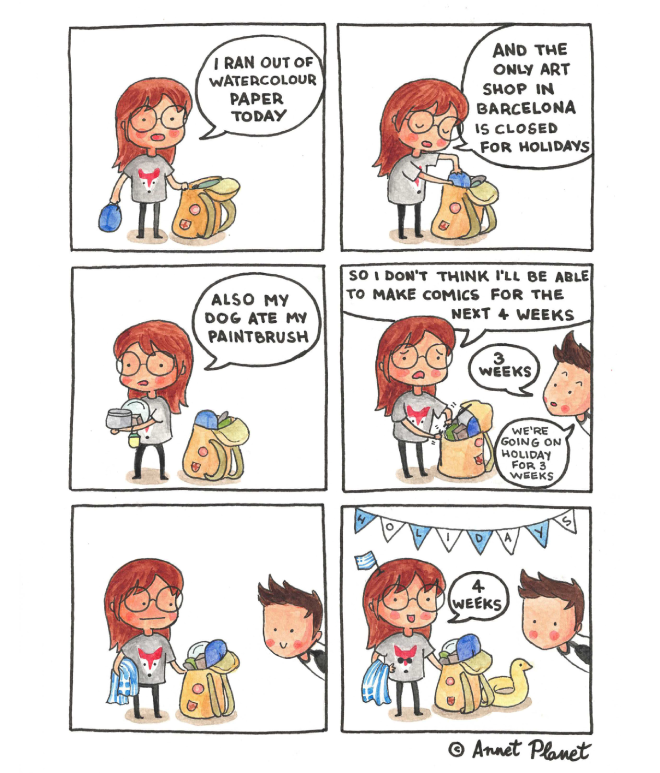 I RAN OUT OF
WATERCOLOUR
PAPER
TODAY
AND THE
ONLY ART
SHOP IN
BARCELONA
IS CLOSED
FOR HOLIDAYS
ALSO MY
DOG ATE MY
PAINTBRUSH
SO I DON'T THINK I'LL BE ABLE
TO MAKE COMICS FOR THE
NEXT 4 WEEKS
3
WEEKS
WE'RE
GOING ON
HOLIDAY
FOR 3
WEEKS
HOLIDAYS
4
WEEKS
© Annet Planet